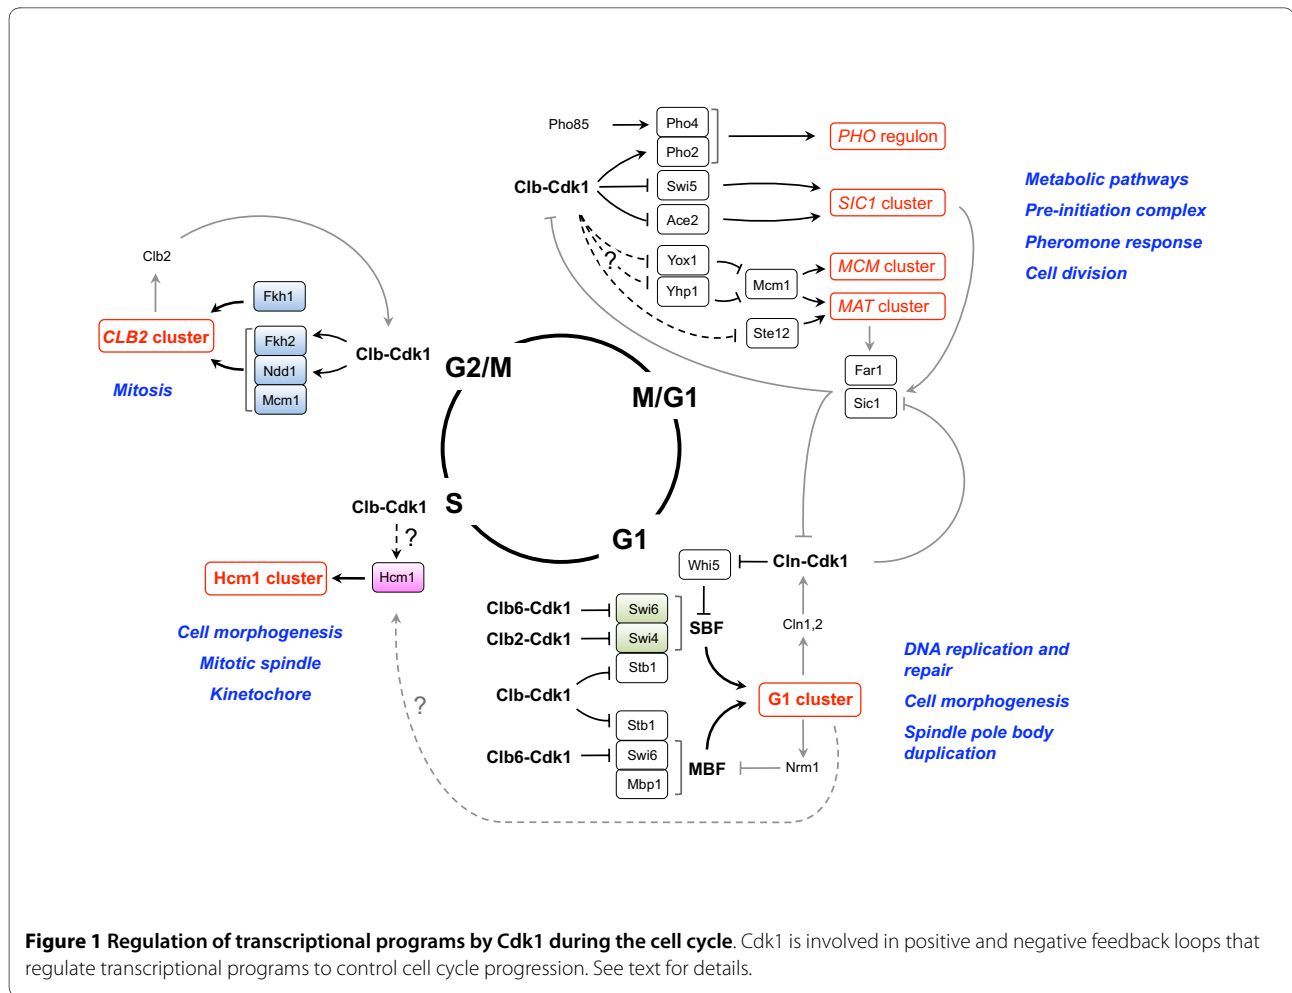 Pho85
Pho4
Pho2
PHO regulon
Clb-Cdk1
Swi5
Ace2
SIC1 cluster
?
Yox1
Yhp1
Mcm1
MCM cluster
MAT cluster
Ste12
Far1
Sic1
Metabolic pathways
Pre-initiation complex
Pheromone response
Cell division
Clb2
Fkh1
CLB2 cluster
Fkh2
Ndd1
Mcm1
Clb-Cdk1
Mitosis
G2/M
M/G1
S
G1
Clb-Cdk1
?
Hcm1 cluster
Hcm1
Cell morphogenesis
Mitotic spindle
Kinetochore
?
Whi5
Cln-Cdk1
Clb6-Cdk1
Swi6
Clb2-Cdk1
Swi4
SBF
Cln1,2
Stb1
Clb-Cdk1
G1 cluster
Stb1
Clb6-Cdk1
Swi6
Mbp1
MBF
Nrm1
DNA replication and
repair
Cell morphogenesis
Spindle pole body
duplication
Figure 1 Regulation of transcriptional programs by Cdk1 during the cell cycle. Cdk1 is involved in positive and negative feedback loops that
regulate transcriptional programs to control cell cycle progression. See text for details.